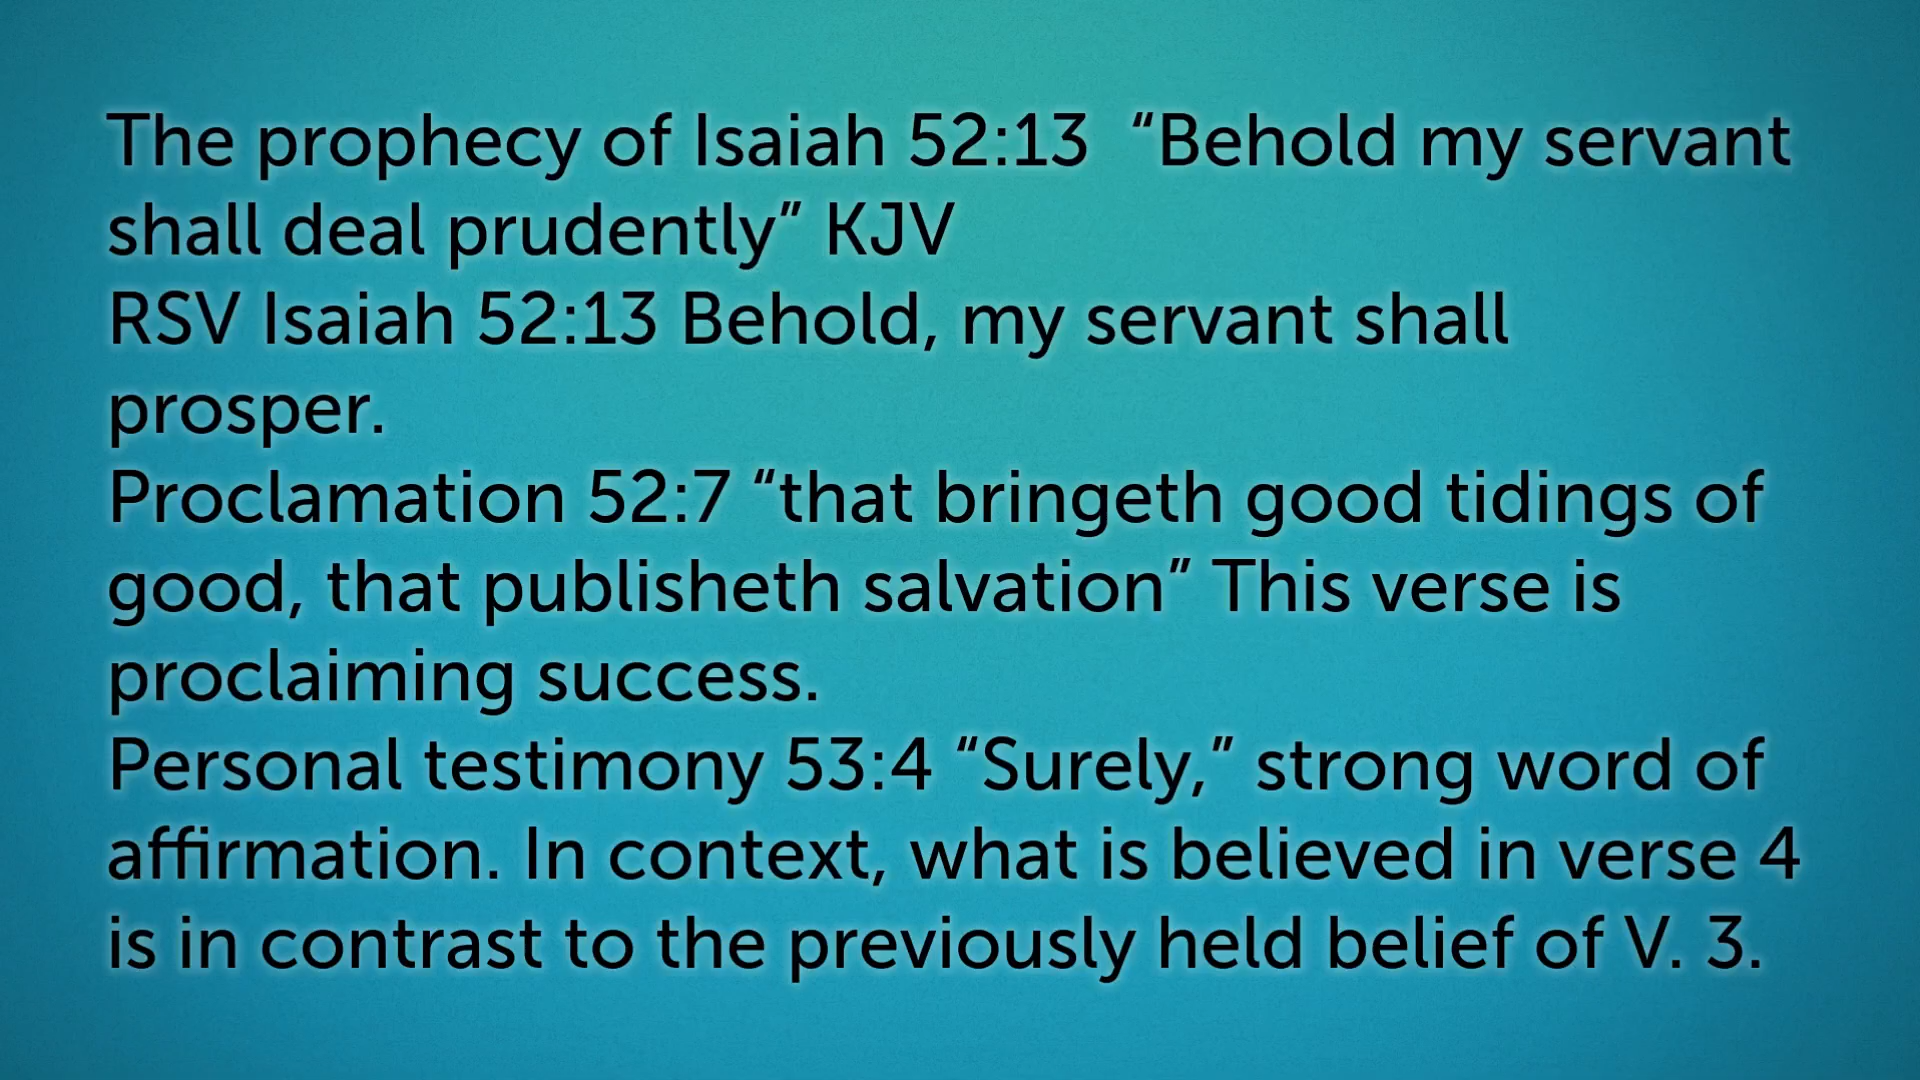 The prophecy of Isaiah 52:13  “Behold my servant
shall deal prudently” KJV
RSV Isaiah 52:13 Behold, my servant shall
prosper.
Proclamation 52:7 “that bringeth good tidings of
good, that publisheth salvation” This verse is
proclaiming success.
Personal testimony 53:4 “Surely,” strong word of
affirmation. In context, what is believed in verse 4
is in contrast to the previously held belief of V. 3.